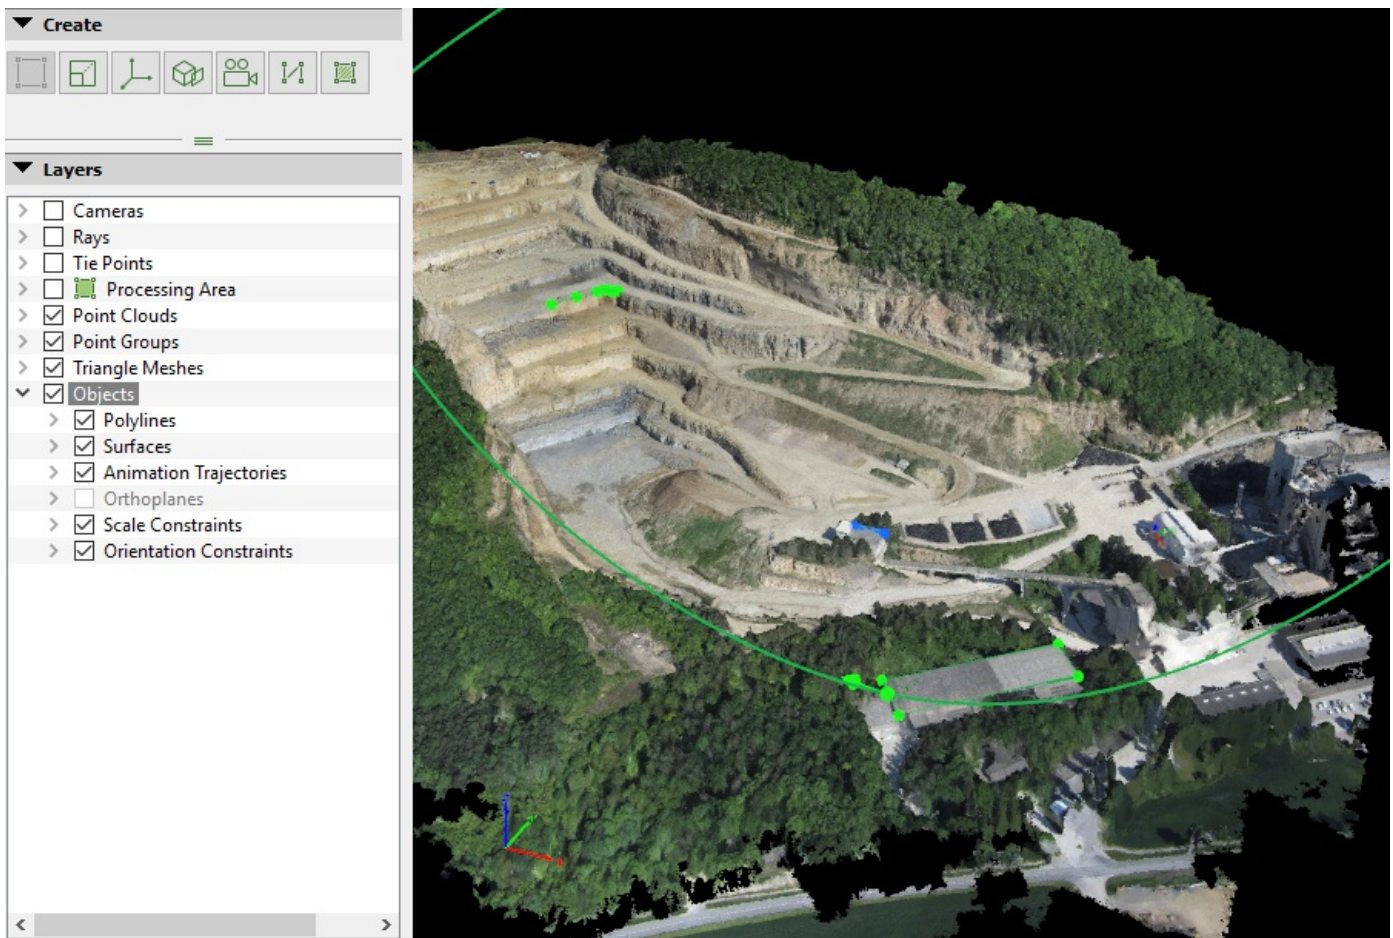 Create
Layers
Cameras
Rays
Tie Points
Processing Area
Point Clouds
Point Groups
Triangle Meshes
Objects
Polylines
Surfaces
Animation Trajectories
Orthoplanes
Scale Constraints
Orientation Constraints